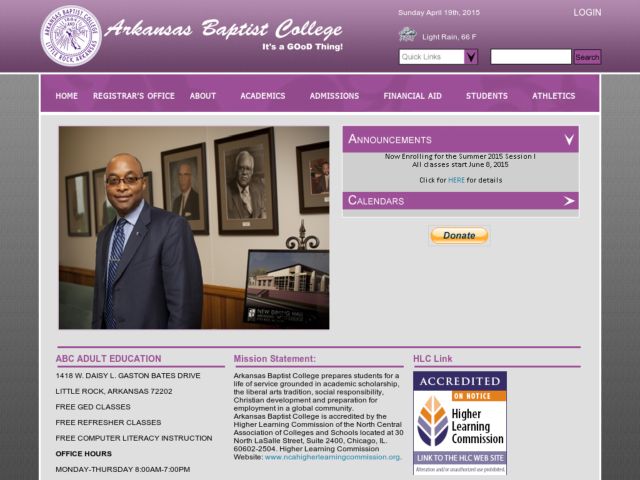 ARKANSAS BAPTIST COLLEGE
LITTLE ROCK, ARKANSAS
1884
Arkansas Baptist College
It's a GOoD Thing!
Sunday April 19th, 2015
LOGIN
Light Rain, 66 F
Quick Links
Search
HOME
REGISTRAR'S OFFICE
ABOUT
ACADEMICS
ADMISSIONS
FINANCIAL AID
STUDENTS
ATHLETICS
ANNOUNCEMENTS
Now Enrolling for the Summer 2015 Session I
All classes start June 8, 2015
Click for HERE for details
CALENDARS
Donate
ABC ADULT EDUCATION
1418 W. DAISY L. GASTON BATES DRIVE
LITTLE ROCK, ARKANSAS 72202
FREE GED CLASSES
FREE REFRESHER CLASSES
FREE COMPUTER LITERACY INSTRUCTION
OFFICE HOURS
MONDAY-THURSDAY 8:00AM-7:00PM
Mission Statement:
Arkansas Baptist College prepares students for a
life of service grounded in academic scholarship,
the liberal arts tradition, social responsibility,
Christian development and preparation for
employment in a global community.
Arkansas Baptist College is accredited by the
Higher Learning Commission of the North Central
Association of Colleges and Schools located at 30
North LaSalle Street, Suite 2400, Chicago, IL.
60602-2504. Higher Learning Commission
Website: www.ncahigherlearningcommission.org.
HLC Link
ACCREDITED
ON NOTICE
Higher
Learning
Commission
LINK TO THE HLC WEB SITE
Alteration and/or unauthorized use prohibited.